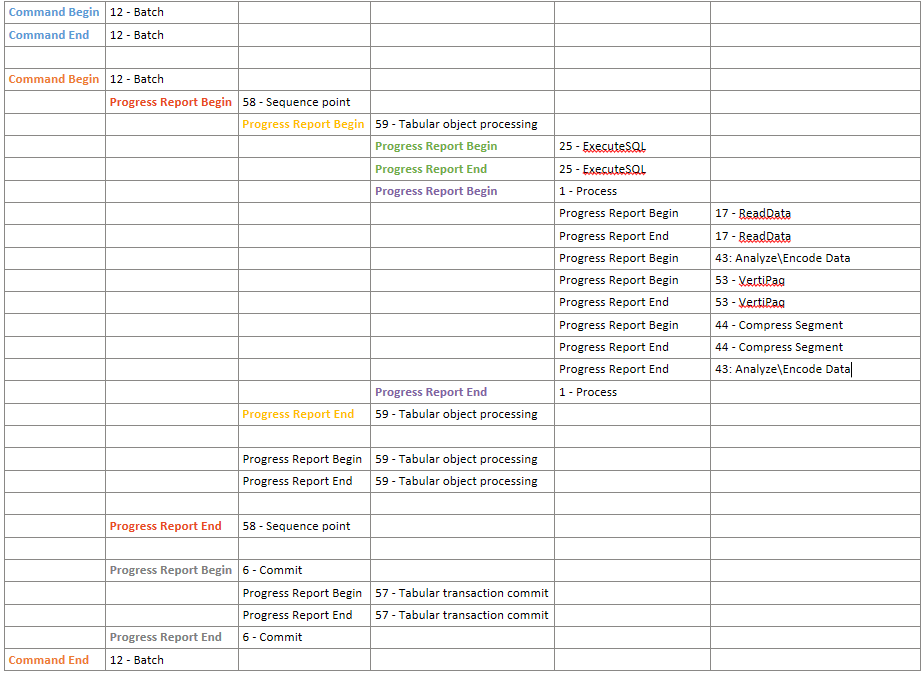 Command Begin 12 - Batch
Command End 12 - Batch
Command Begin 12 - Batch
Progress Report Begin 58 - Sequence point
Progress Report Begin 59 - Tabular object processing
Progress Report Begin 25 - ExecuteSQL
Progress Report End 25 - ExecuteSQL
Progress Report Begin 1 - Process
Progress Report Begin 17 - ReadData
Progress Report End 17 - ReadData
Progress Report Begin 43: Analyze\Encode Data
Progress Report Begin 53 - VertiPaq
Progress Report End 53 - VertiPaq
Progress Report Begin 44 - Compress Segment
Progress Report End 44 - Compress Segment
Progress Report End 43: Analyze\Encode Data
Progress Report End 1 - Process
Progress Report End 59 - Tabular object processing
Progress Report Begin 59 - Tabular object processing
Progress Report End 59 - Tabular object processing
Progress Report End 58 - Sequence point
Progress Report Begin 6 - Commit
Progress Report Begin 57 - Tabular transaction commit
Progress Report End 57 - Tabular transaction commit
Progress Report End 6 - Commit
Command End 12 - Batch